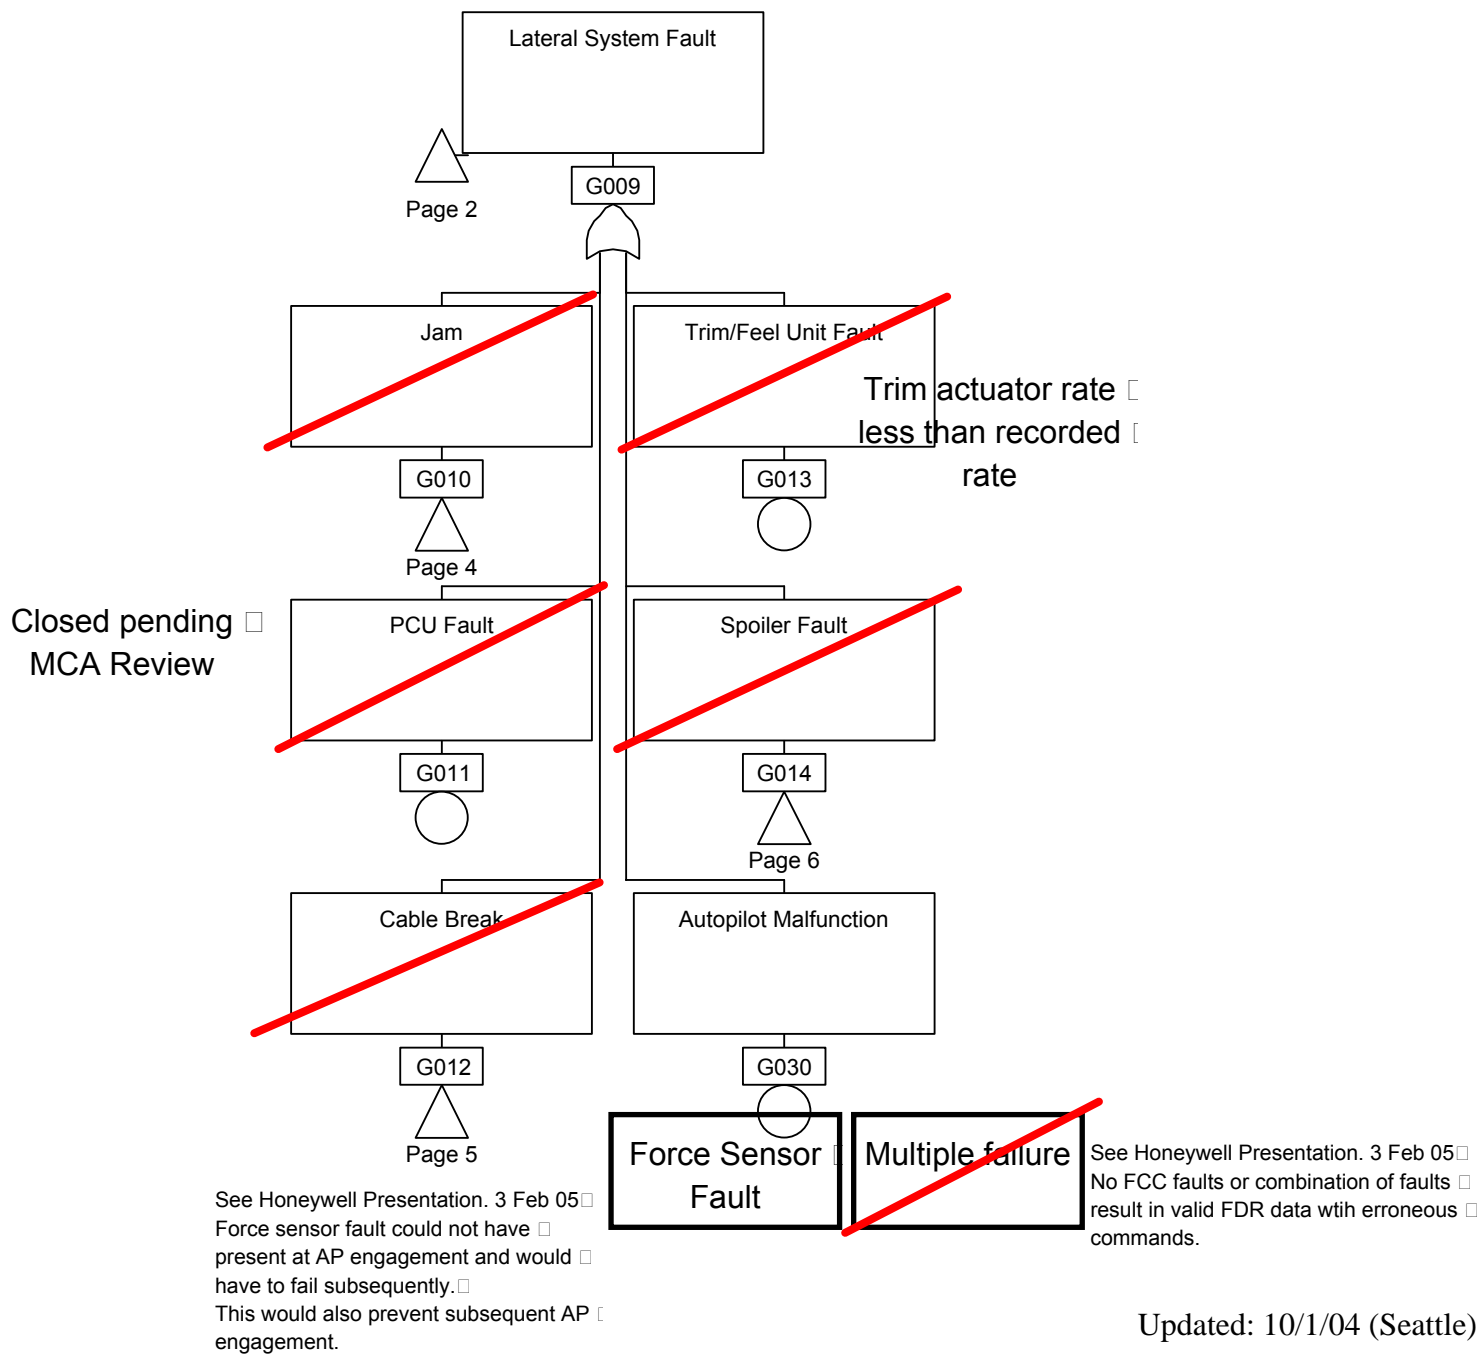 Lateral System Fault
Page 2
G009
Jam
Trim/Feel Unit Fault
Trim actuator rate
less than recorded
rate
G010
G013
Page 4
Closed pending
MCA Review
PCU Fault
Spoiler Fault
G011
G014
Page 6
Cable Break
Autopilot Malfunction
G012
G030
Page 5
Force Sensor
Fault
Multiple failure
See Honeywell Presentation. 3 Feb 05
No FCC faults or combination of faults
result in valid FDR data wtih erroneous
commands.
See Honeywell Presentation. 3 Feb 05
Force sensor fault could not have
present at AP engagement and would
have to fail subsequently.
This would also prevent subsequent AP
engagement.
Updated: 10/1/04 (Seattle)